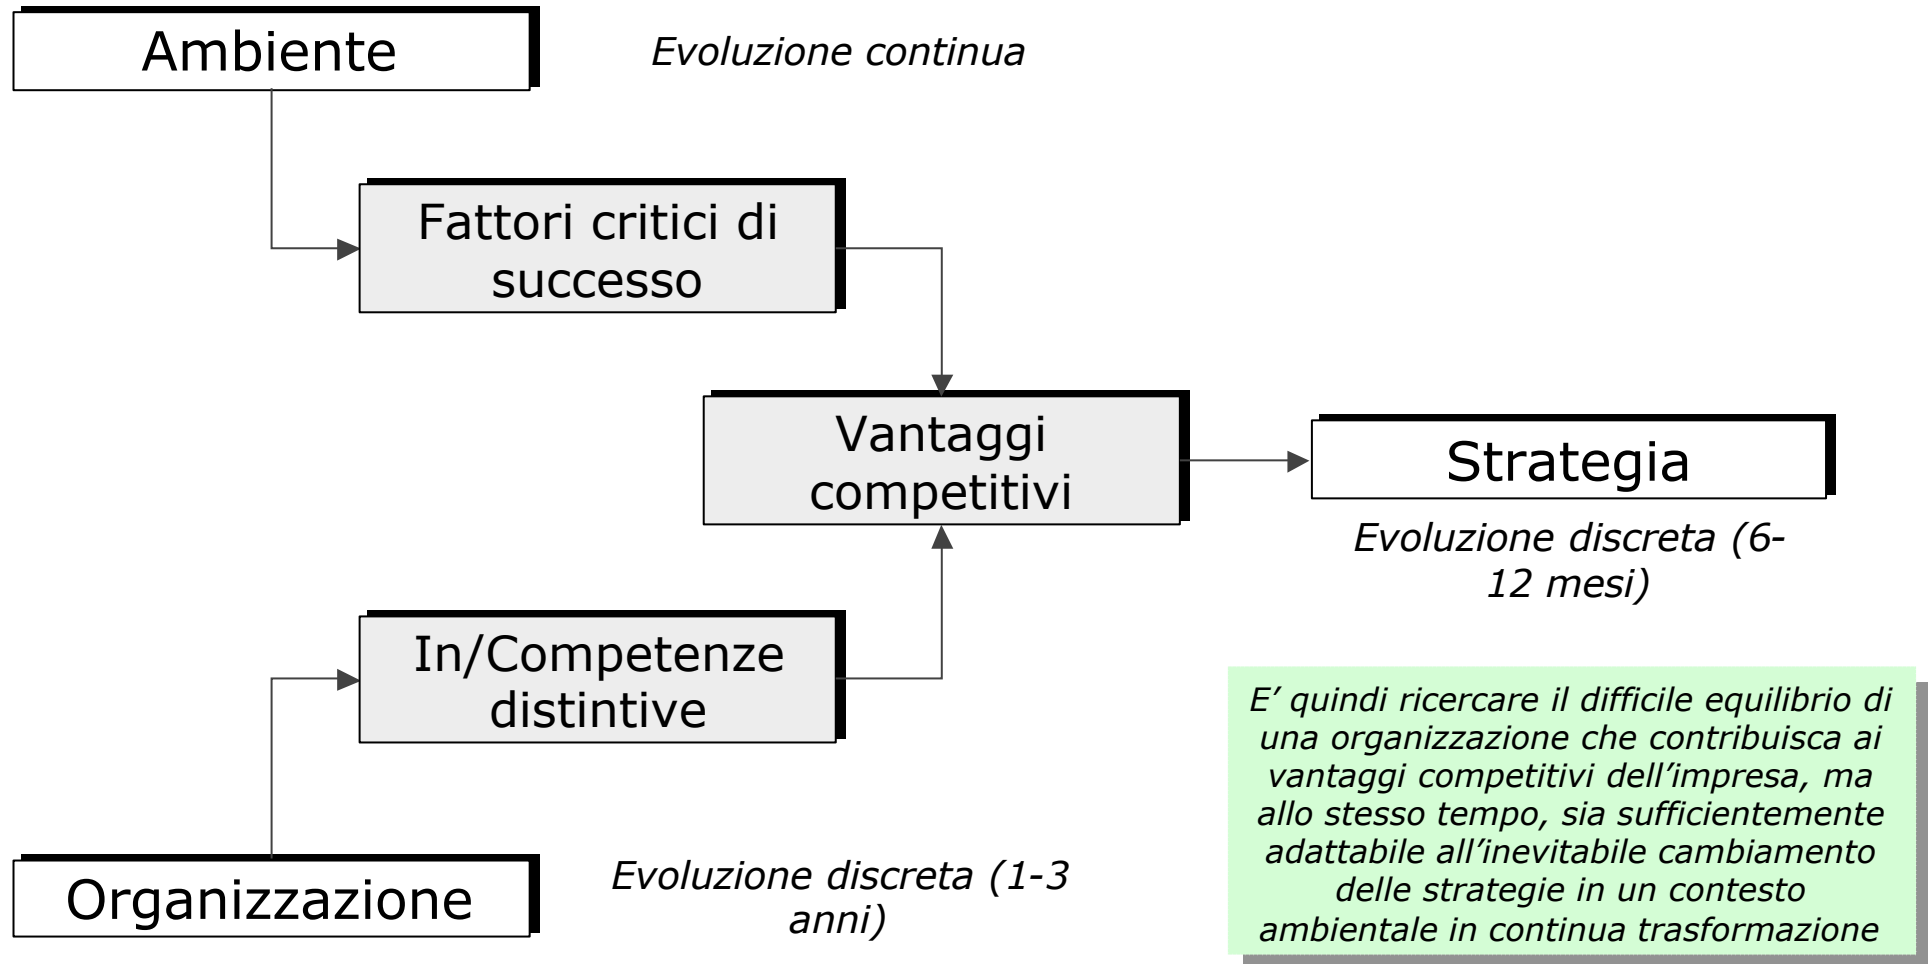 Ambiente
Evoluzione continua
Fattori critici di
successo
Vantaggi
competitivi
Strategia
Evoluzione discreta (6-
12 mesi)
In/Competenze
distintive
Organizzazione
Evoluzione discreta (1-3
anni)
E’ quindi ricercare il difficile equilibrio di
una organizzazione che contribuisca ai
vantaggi competitivi dell’impresa, ma
allo stesso tempo, sia sufficientemente
adattabile all’inevitabile cambiamento
delle strategie in un contesto
ambientale in continua trasformazione